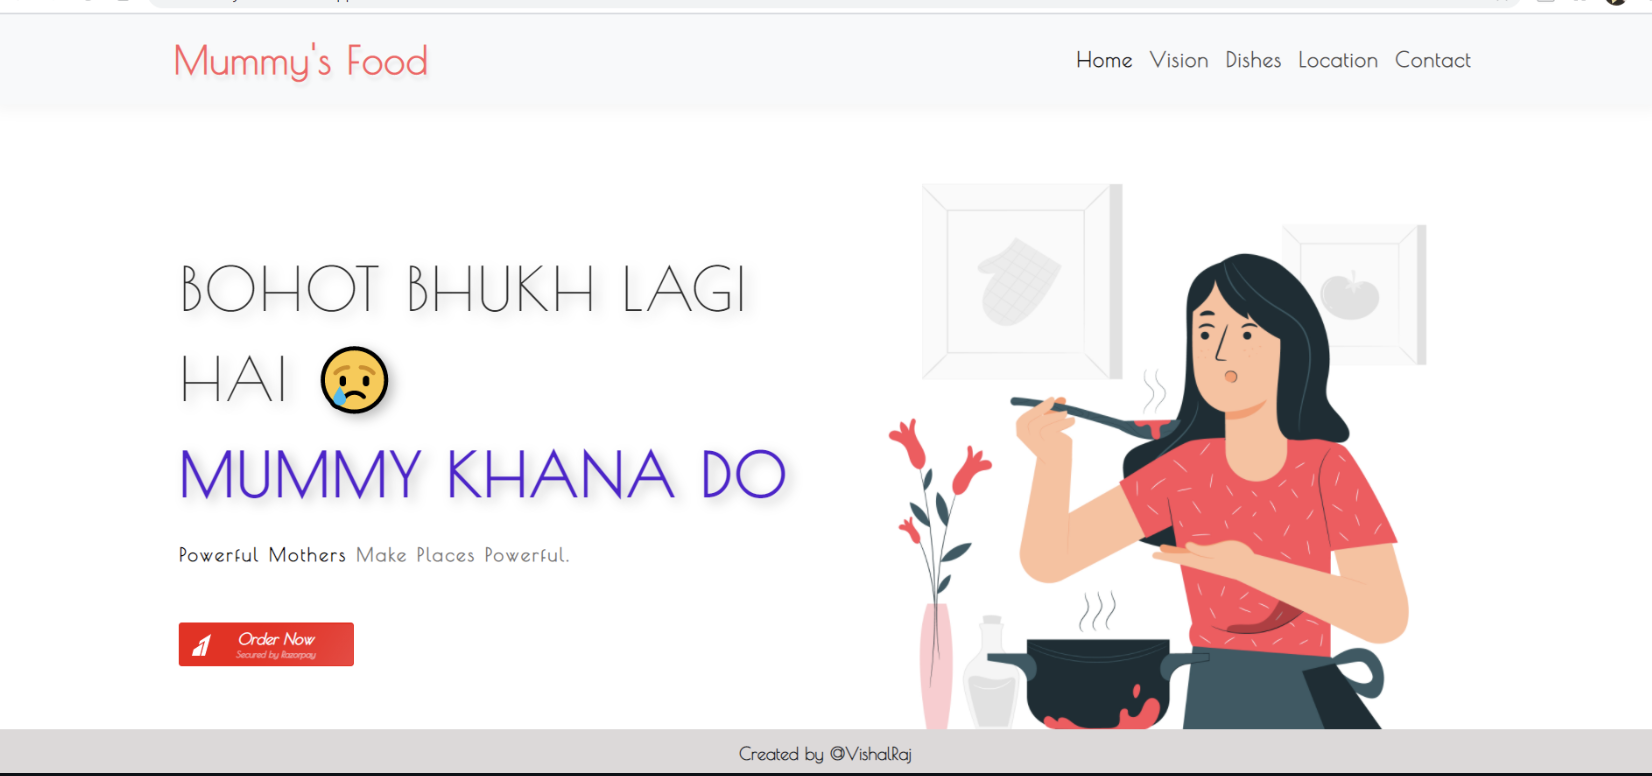 Mummy's Food
Home Vision Dishes Location Contact
BOHOT BHUKH LAGI
HAI 😢
MUMMY KHANA DO
Powerful Mothers Make Places Powerful.
Order Now
Secured by Razorpay
Created by @VishalRaj